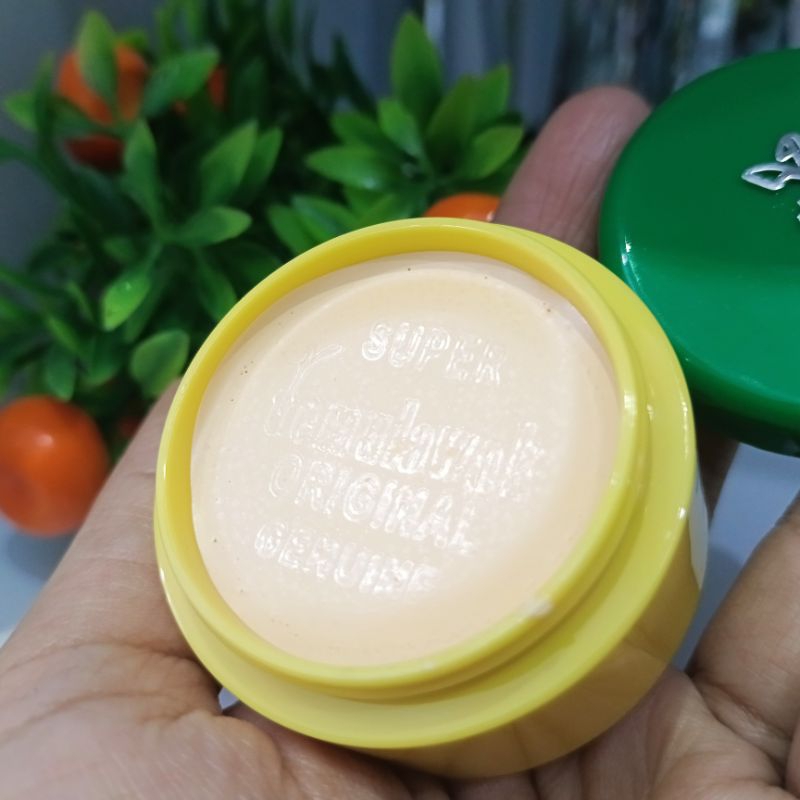 SUPER
Temulawak
ORIGINAL
GENUINE